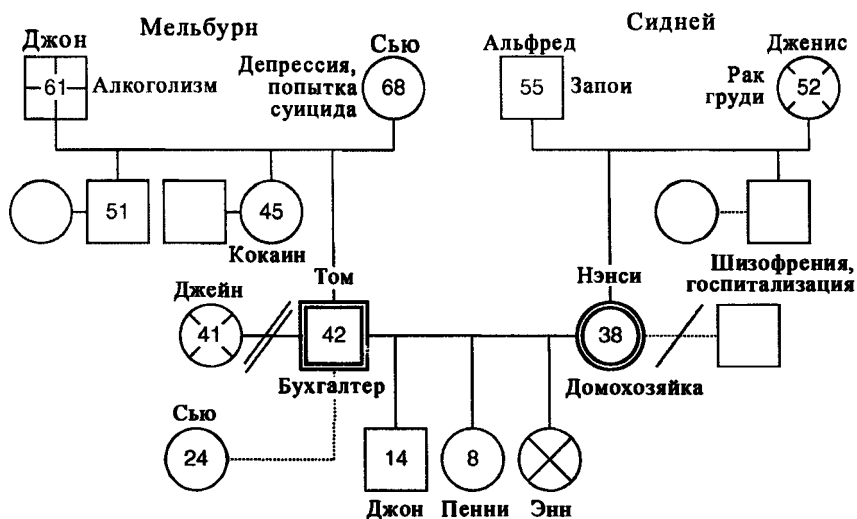 Мельбурн
Сидней
Джон
61
Алкоголизм
Сью
Депрессия,
попытка
суицида
68
Альфред
55
Запои
Дженис
Рак
груди
52
51
45
Кокаин
Том
Нэнси
Шизофрения,
госпитализация
Джейн
41
42
38
Бухгалтер
Домохозяйка
Сью
24
14
8
Джон
Пенни
Энн